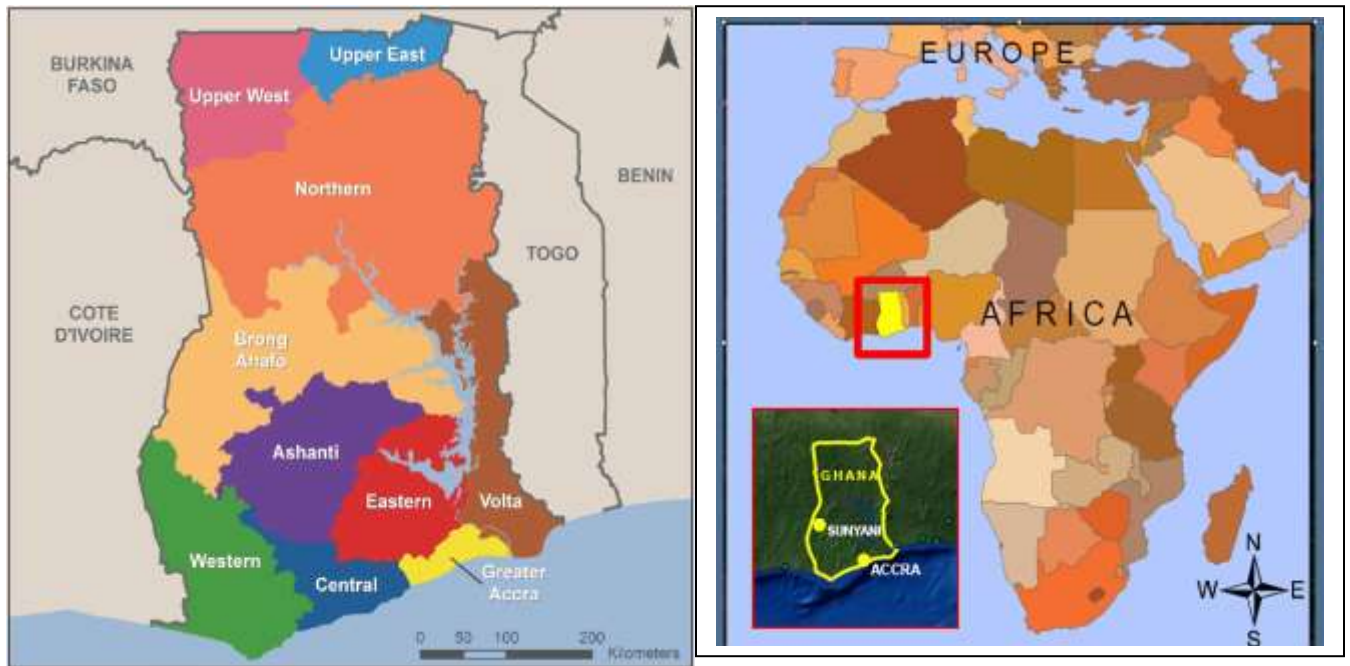 N
BURKINA
FASO
Upper East
Upper West
Northern
BENIN
TOGO
COTE
D'IVOIRE
Brong
Ahafo
Ashanti
Eastern
Volta
Western
Central
Greater
Accra
0 50 100 200
Kilometers
EUROPE
AFRICA
GHANA
SUNYANI
ACCRA
N
W E
S